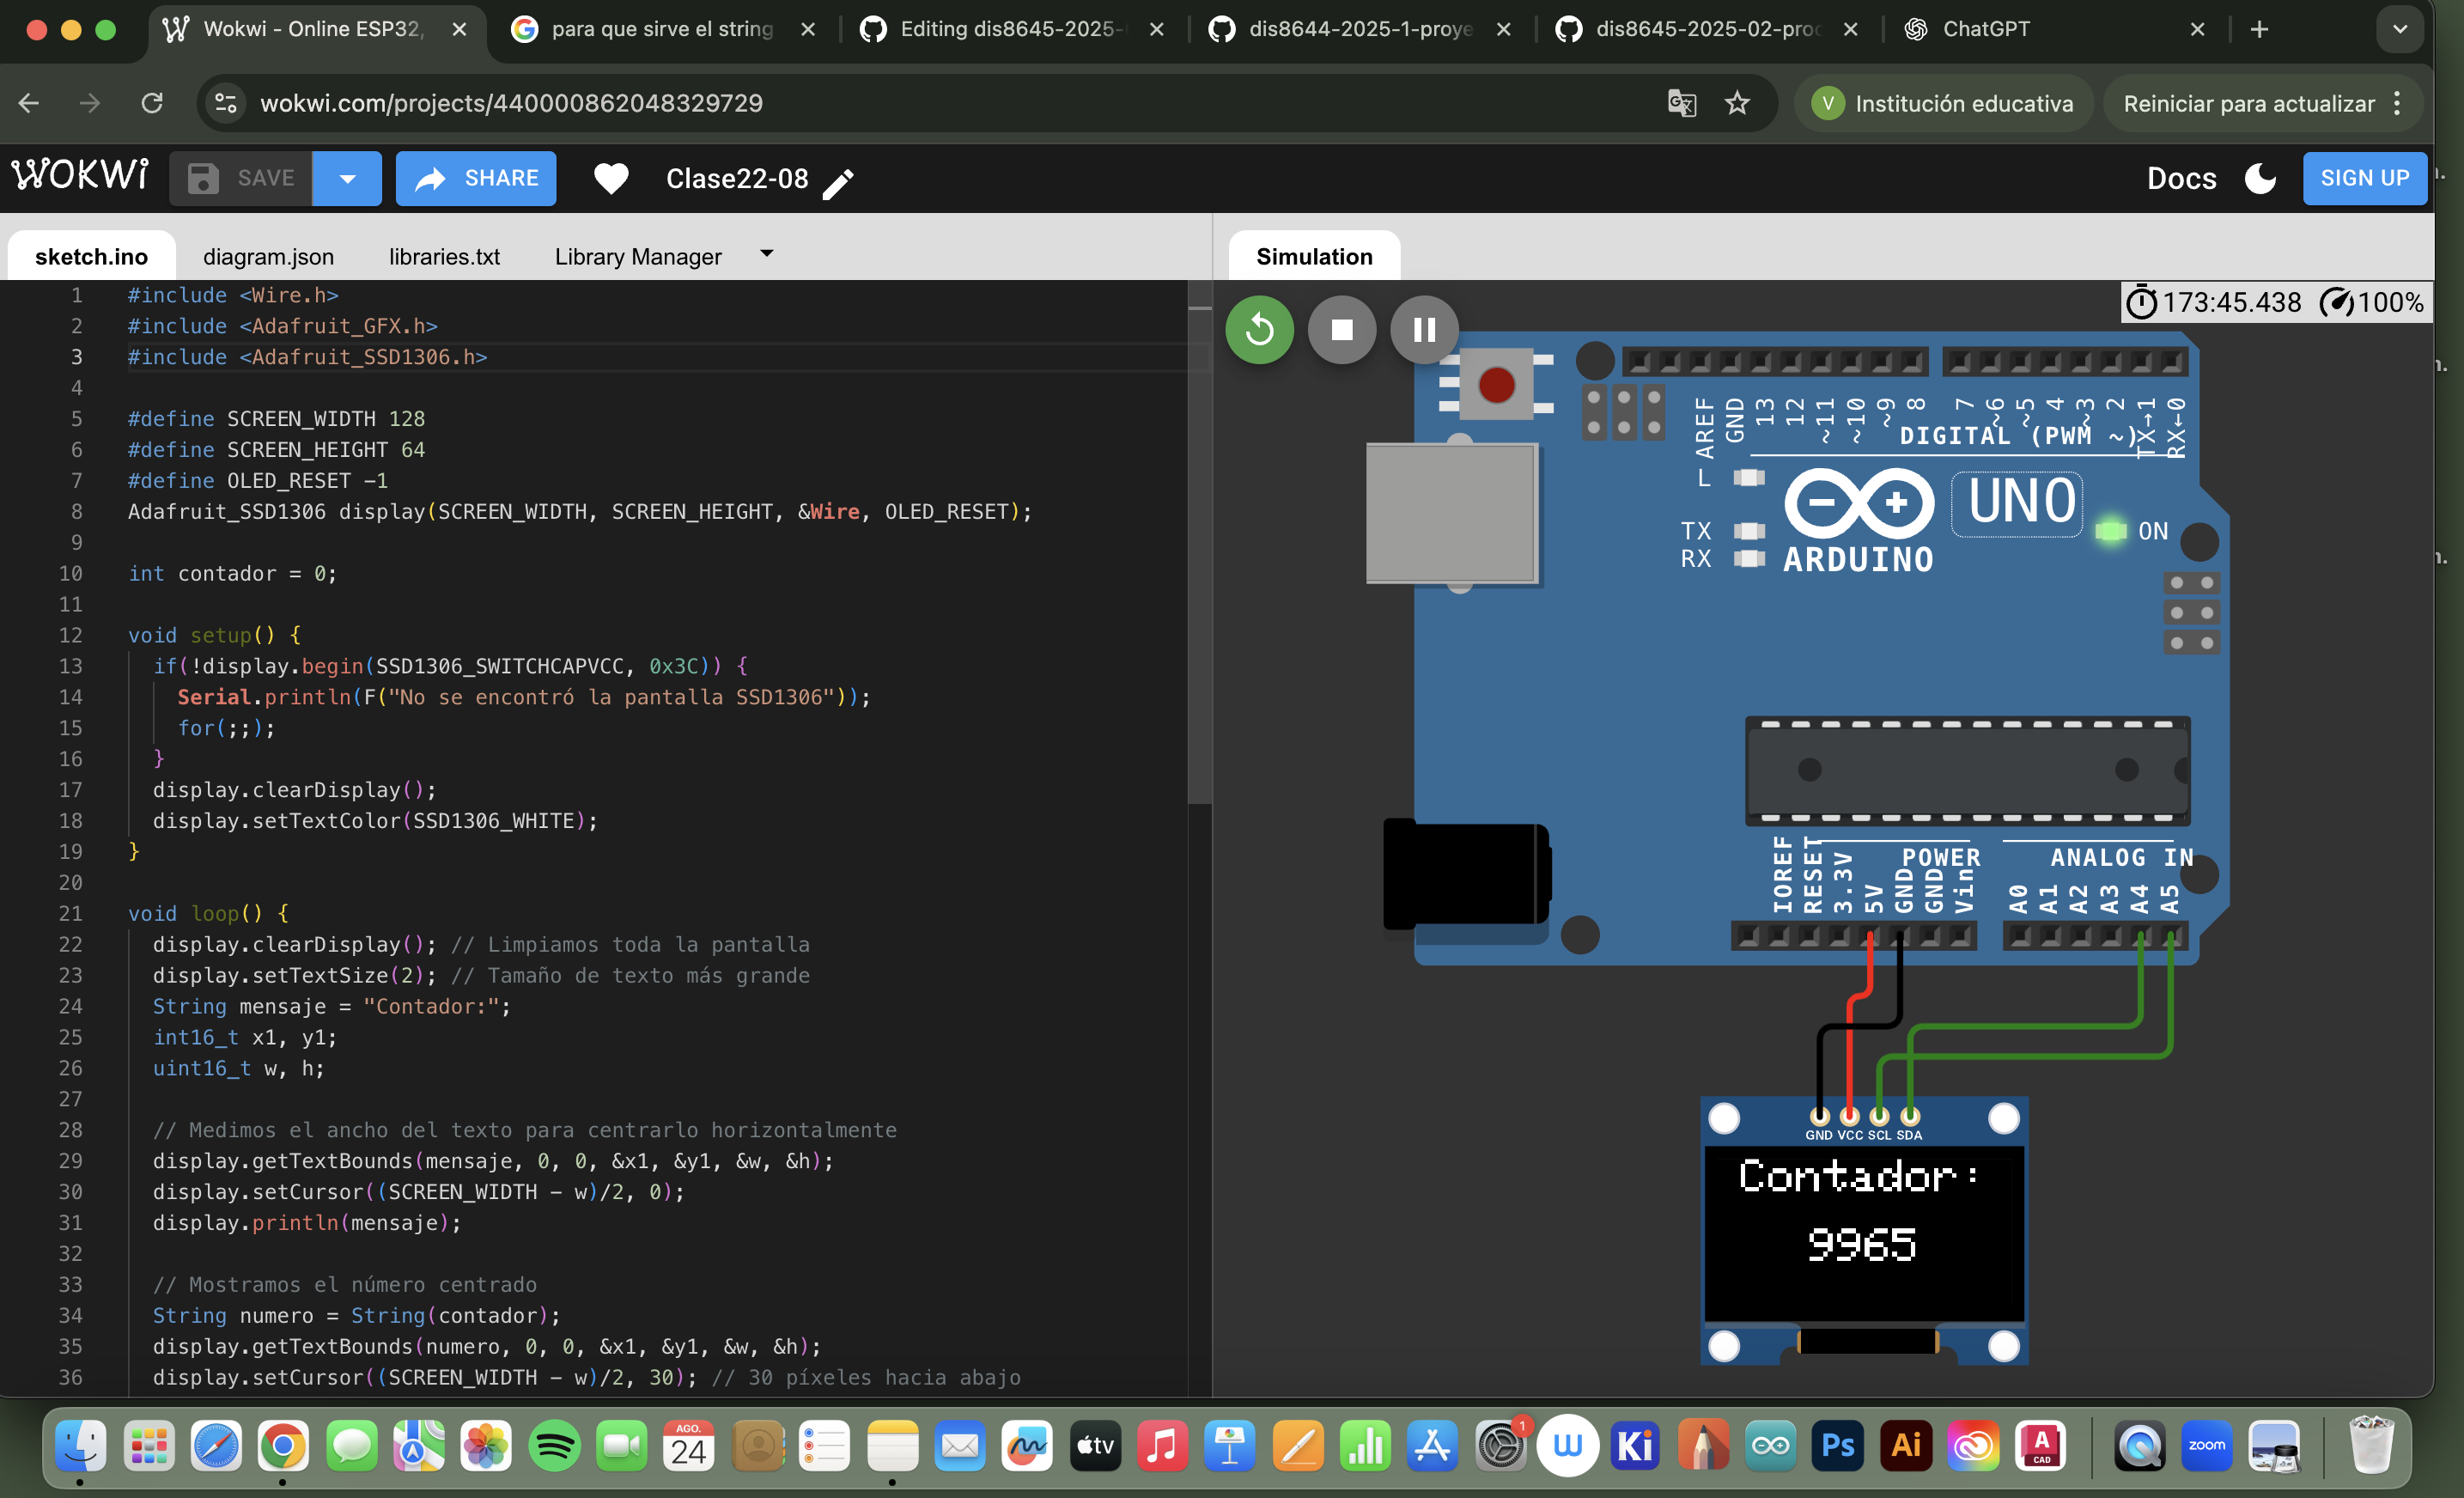 Wokwi - Online ESP32,
para que sirve el string
Editing dis8645-2025-
dis8644-2025-1-proye
dis8645-2025-02-proc
ChatGPT
wokwi.com/projects/440000862048329729
V
Institución educativa
Reiniciar para actualizar
WOKWi
SAVE
SHARE
Clase22-08
Docs
SIGN UP
sketch.ino
diagram.json
libraries.txt
Library Manager
Simulation
1 #include <Wire.h>
2 #include <Adafruit_GFX.h>
3 #include <Adafruit_SSD1306.h>
4
5 #define SCREEN_WIDTH 128
6 #define SCREEN_HEIGHT 64
7 #define OLED_RESET -1
8 Adafruit_SSD1306 display(SCREEN_WIDTH, SCREEN_HEIGHT, &Wire, OLED_RESET);
9
10 int contador = 0;
11
12 void setup() {
13 if(!display.begin(SSD1306_SWITCHCAPVCC, 0x3C)) {
14 Serial.println(F("No se encontró la pantalla SSD1306"));
15 for(;;);
16 }
17 display.clearDisplay();
18 display.setTextColor(SSD1306_WHITE);
19 }
20
21 void loop() {
22 display.clearDisplay(); // Limpiamos toda la pantalla
23 display.setTextSize(2); // Tamaño de texto más grande
24 String mensaje = "Contador:";
25 int16_t x1, y1;
26 uint16_t w, h;
27
28 // Medimos el ancho del texto para centrarlo horizontalmente
29 display.getTextBounds(mensaje, 0, 0, &x1, &y1, &w, &h);
30 display.setCursor((SCREEN_WIDTH - w)/2, 0);
31 display.println(mensaje);
32
33 // Mostramos el número centrado
34 String numero = String(contador);
35 display.getTextBounds(numero, 0, 0, &x1, &y1, &w, &h);
36 display.setCursor((SCREEN_WIDTH - w)/2, 30); // 30 píxeles hacia abajo
173:45.438
100%
AREF
GND
13
12
~11
~10
~9
8
7
~6
~5
4
~3
2
TX→1
RX←0
DIGITAL (PWM ~)
L
TX
RX
UNO
ON
ARDUINO
IOREF
RESET
3.3V
5V
GND
GND
Vin
POWER
ANALOG IN
A0
A1
A2
A3
A4
A5
GND VCC SCL SDA
Contador:
9965
AGO.
24
tv
1
W
Ki
Ps
Ai
A
CAD
zoom